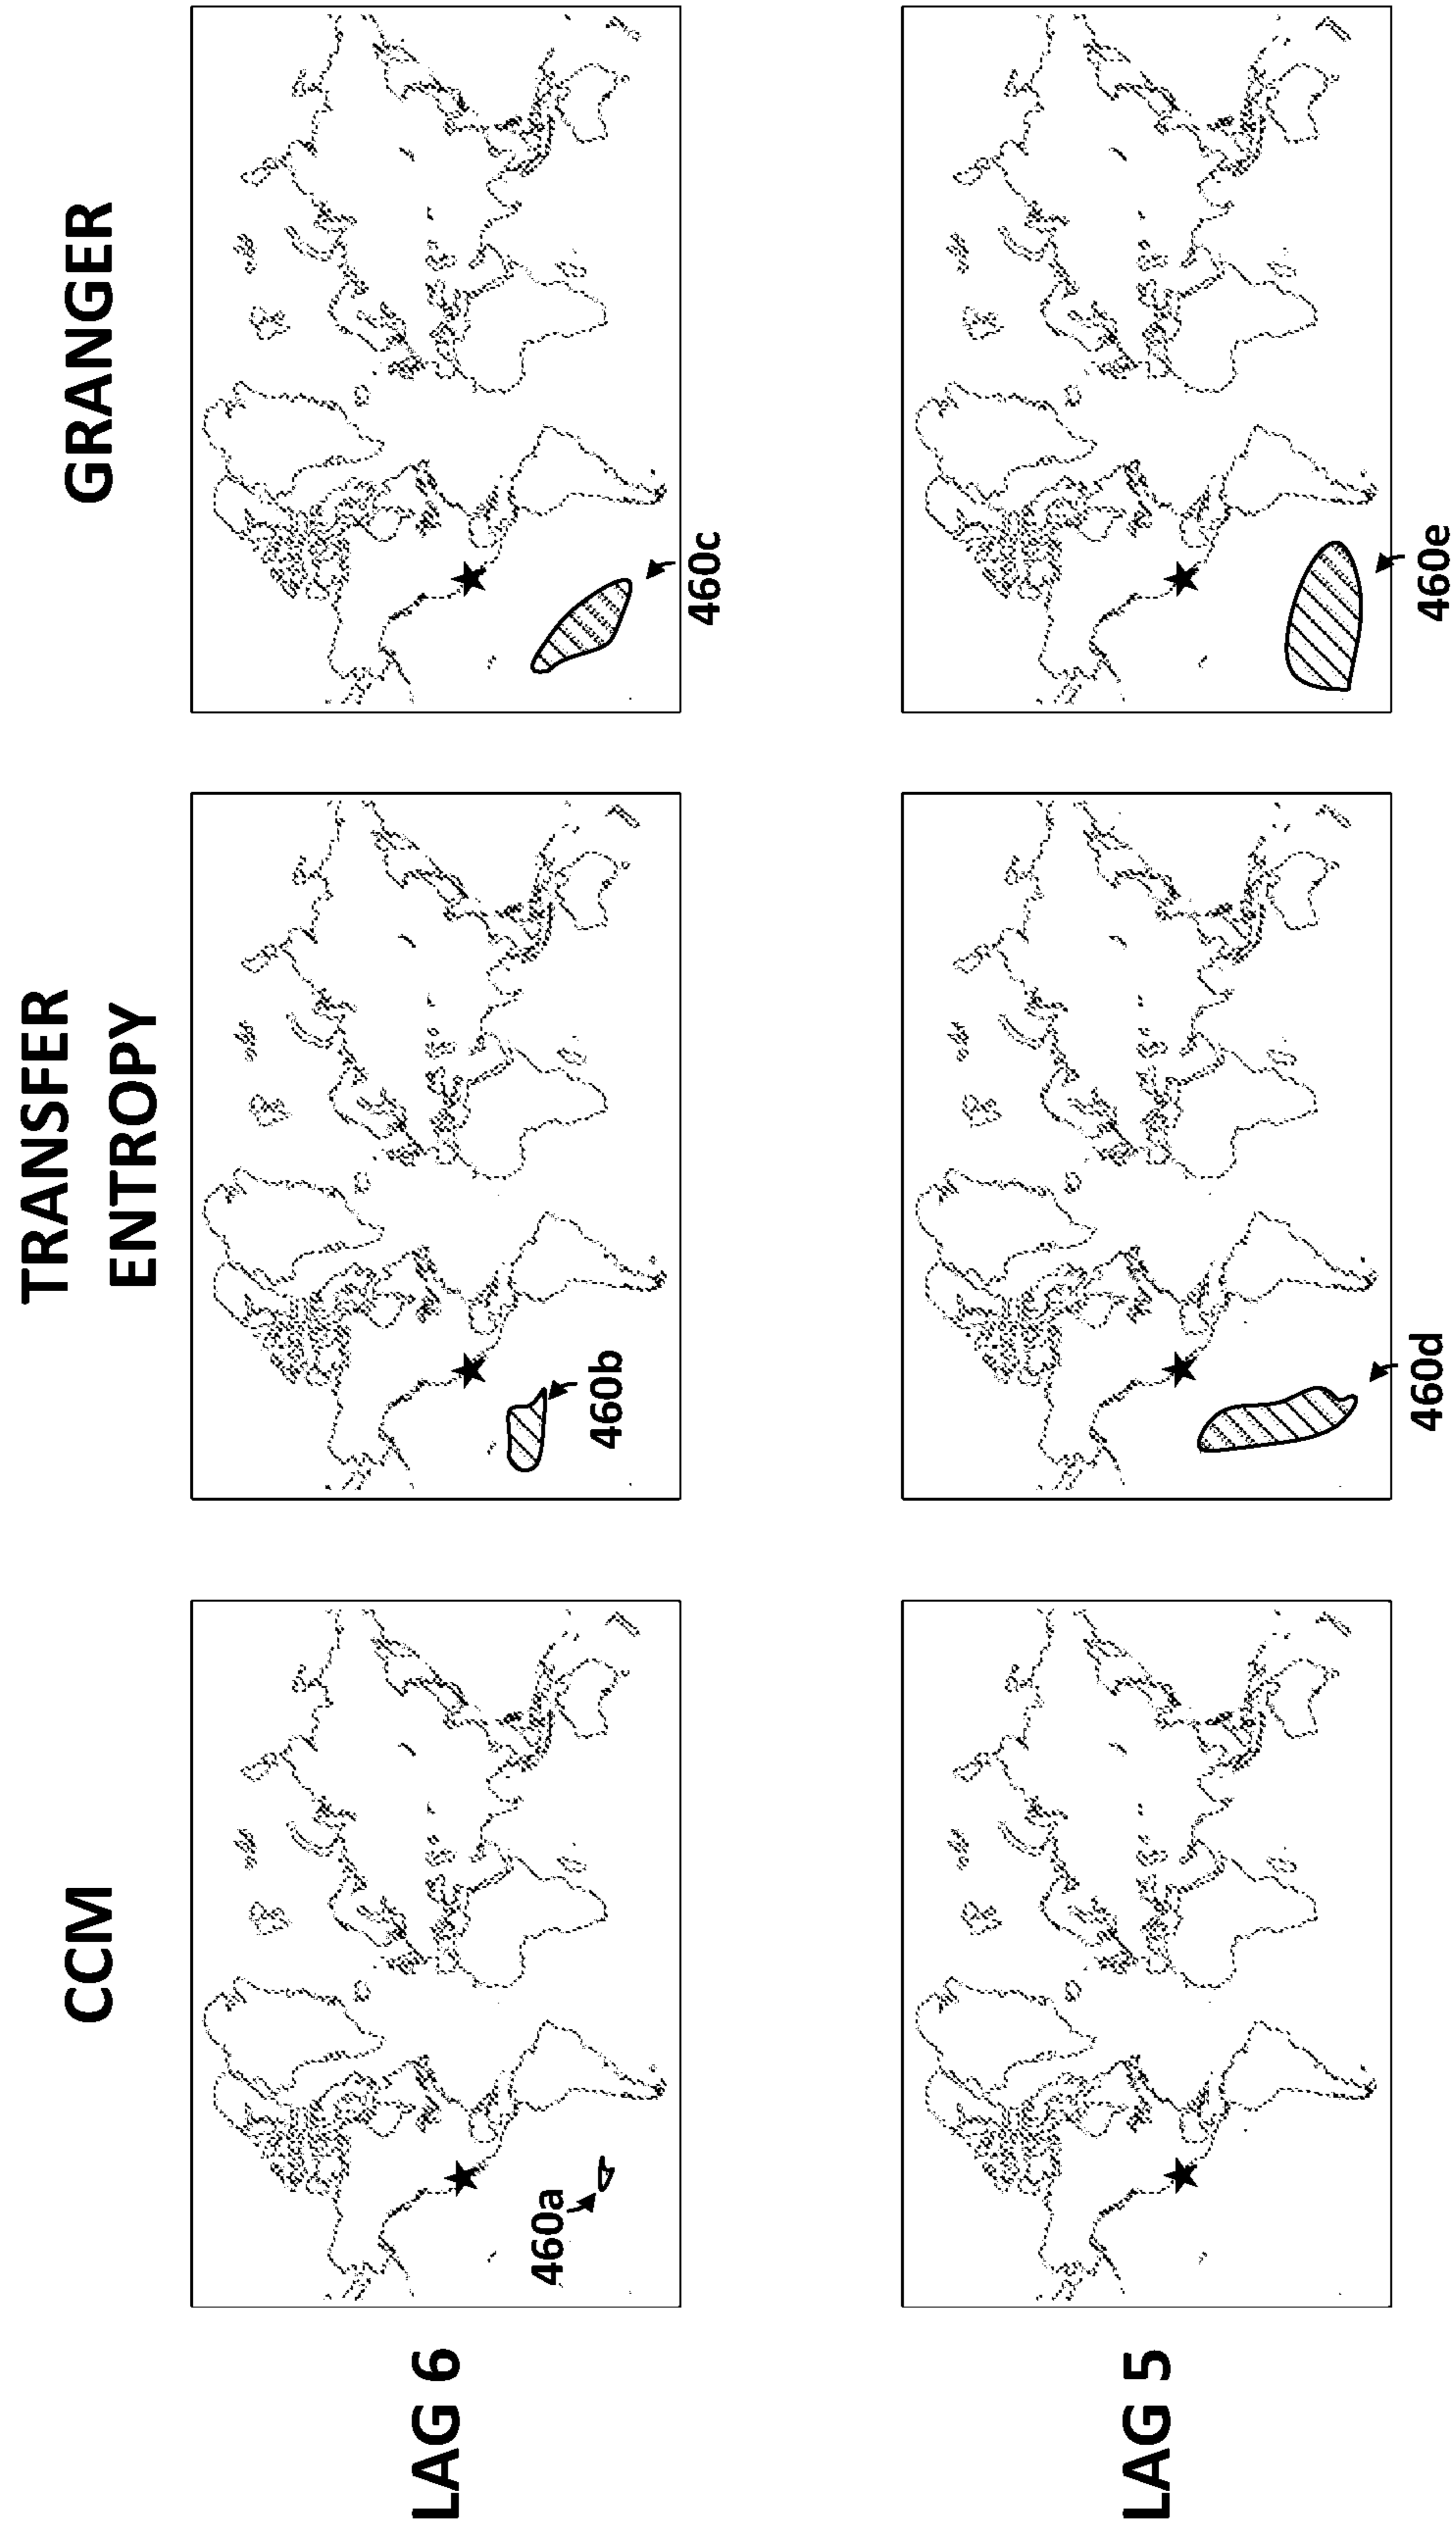 CCM
TRANSFER
ENTROPY
GRANGER
LAG 6
460a
460b
460c
LAG 5
460d
460e